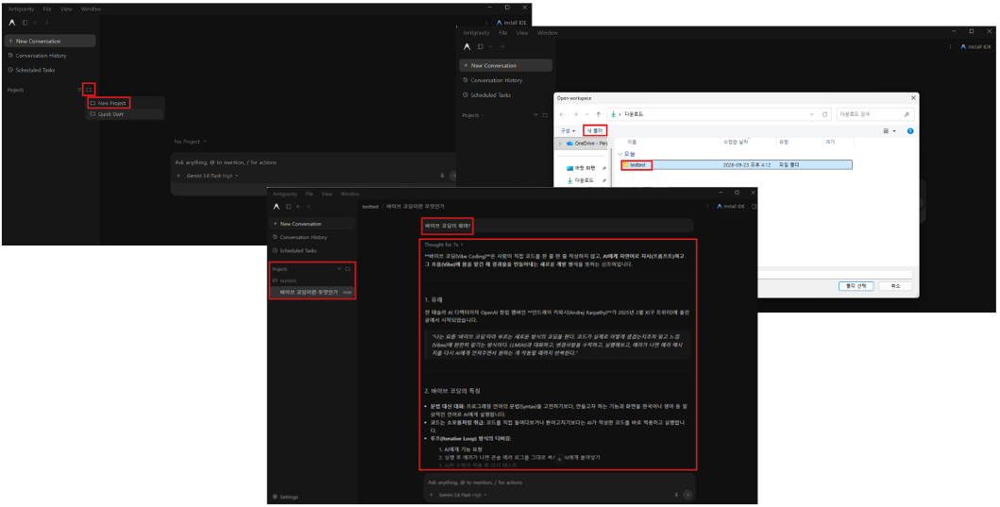 Antigravity File View Window
Install IDE
+ New Conversation
Conversation History
Scheduled Tasks
Projects
New Project
Quick Start
No Project
Ask anything, @ to mention, / for actions
+ Gemini 3.8 Flash High
Antigravity File View Window
Install IDE
+ New Conversation
Conversation History
Scheduled Tasks
Projects
Open workspace
다운로드
다운로드 검색
구성 새 폴더
이름 수정한 날짜 유형 크기
OneDrive - Pers
오늘
testtest 2026-09-23 오후 4:12 파일 폴더
바탕 화면
다운로드
폴더 선택 취소
Antigravity File View Window
testtest / 바이브 코딩이란 무엇인가
Install IDE
+ New Conversation
Conversation History
Scheduled Tasks
Projects
testtest
바이브 코딩이란 무엇인가 now
바이브 코딩이 뭐야?
Thought for 7s
**바이브 코딩(Vibe Coding)**은 사람이 직접 코드를 한 줄 한 줄 작성하지 않고, AI에게 자연어로 지시(프롬프트)하고
그 흐름(Vibe)에 몸을 맡긴 채 결과물을 만들어내는 새로운 개발 방식을 뜻하는 신조어입니다.
1. 유래
전 테슬라 AI 디렉터이자 OpenAI 창립 멤버인 **안드레이 카파시(Andrej Karpathy)**가 2025년 2월 X(구 트위터)에 올린
글에서 시작되었습니다.
"나는 요즘 '바이브 코딩'이라 부르는 새로운 방식의 코딩을 한다. 코드가 실제로 어떻게 생겼는지조차 잊고 느낌
(Vibes)에 완전히 맡기는 방식이다. LLM(AI)과 대화하고, 변경사항을 수락하고, 실행해보고, 에러가 나면 에러 메시
지를 다시 AI에게 던져주면서 원하는 게 작동할 때까지 반복한다."
2. 바이브 코딩의 특징
• 문법 대신 대화: 프로그래밍 언어의 문법(Syntax)을 고민하기보다, 만들고자 하는 기능과 화면을 한국어나 영어 등 일
상적인 언어로 AI에게 설명합니다.
• 코드는 소모품처럼 취급: 코드를 직접 들여다보거나 뜯어고치기보다는 AI가 작성한 코드를 바로 적용하고 실행합니
다.
• 루프(Iterative Loop) 방식의 디버깅:
1. AI에게 기능 요청
2. 실행 후 에러가 나면 콘솔 에러 로그를 그대로 AI에게 붙여넣기
Ask anything, @ to mention, / for actions
+ Gemini 3.8 Flash High
Settings